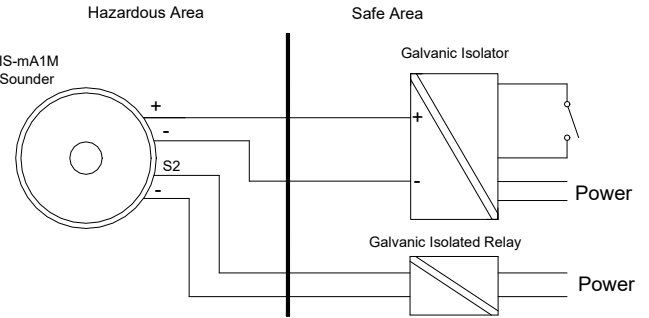 Hazardous Area
Safe Area
IS-mA1M
Sounder
Galvanic Isolator
+
-
S2
-
+
-
Power
Galvanic Isolated Relay
Power